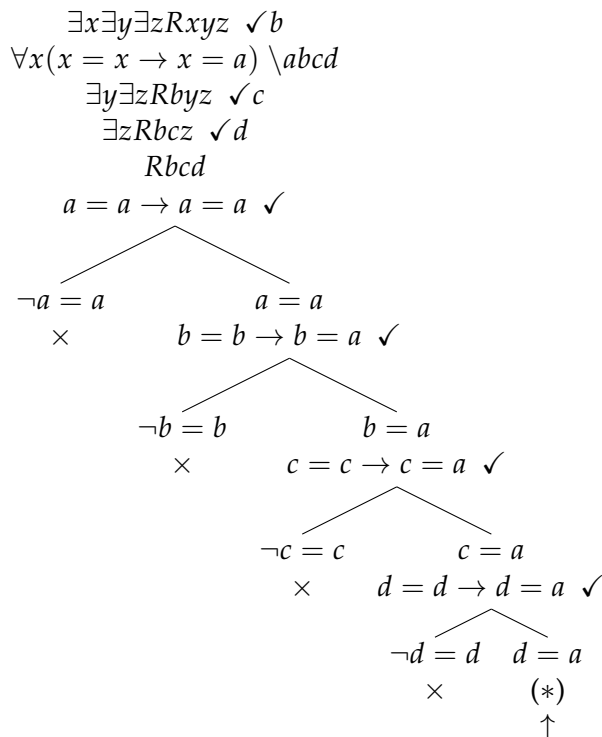 ∃x∃y∃zRxyz ✓b
∀x(x = x → x = a) \abcd
∃y∃zRbyz ✓c
∃zRbcz ✓d
Rbcd
a = a → a = a ✓
¬a = a a = a
× b = b → b = a ✓
¬b = b b = a
× c = c → c = a ✓
¬c = c c = a
× d = d → d = a ✓
¬d = d d = a
× (∗)
↑